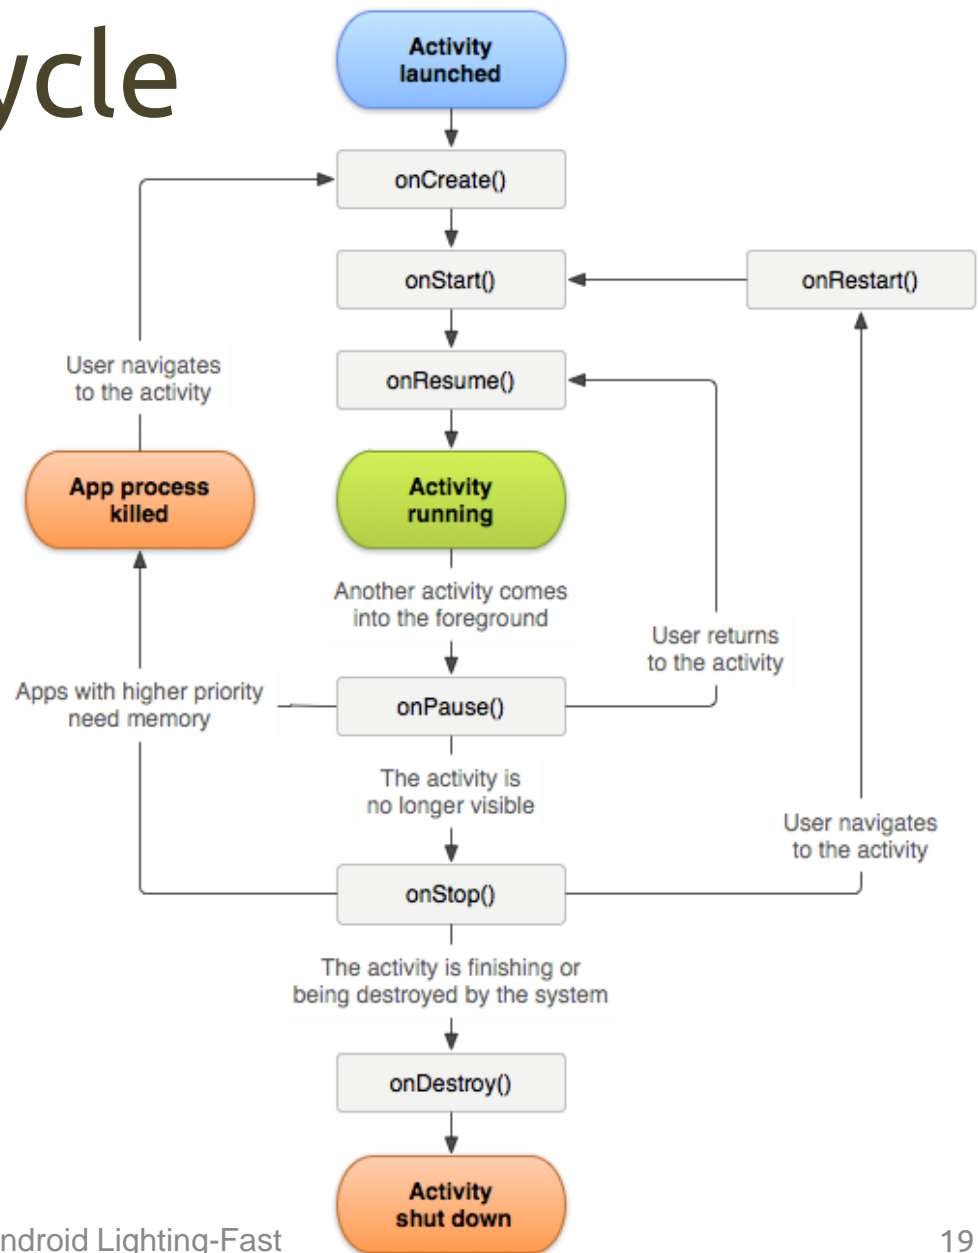 ycle
Activity
launched
onCreate()
onStart()
onRestart()
User navigates
to the activity
onResume()
App process
killed
Activity
running
Another activity comes
into the foreground
User returns
to the activity
Apps with higher priority
need memory
onPause()
The activity is
no longer visible
User navigates
to the activity
onStop()
The activity is finishing or
being destroyed by the system
onDestroy()
Activity
shut down
ndroid Lighting-Fast
19